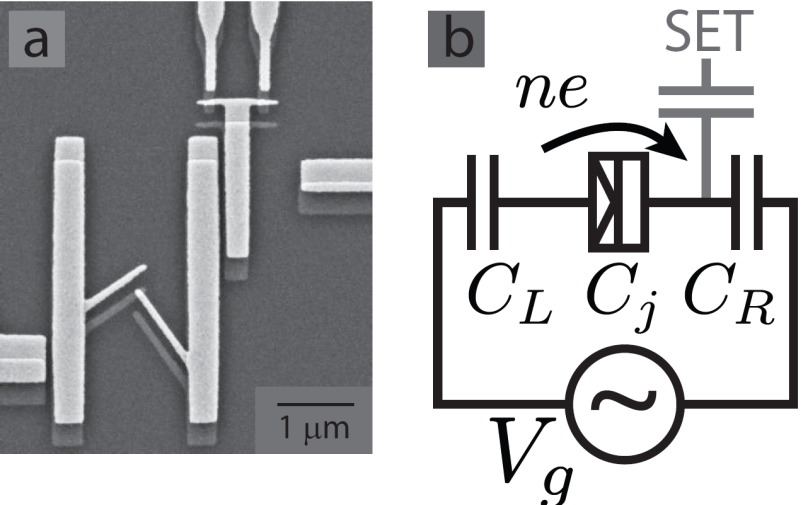 a
1 μm
b
SET
ne
C_L C_j C_R
V_g